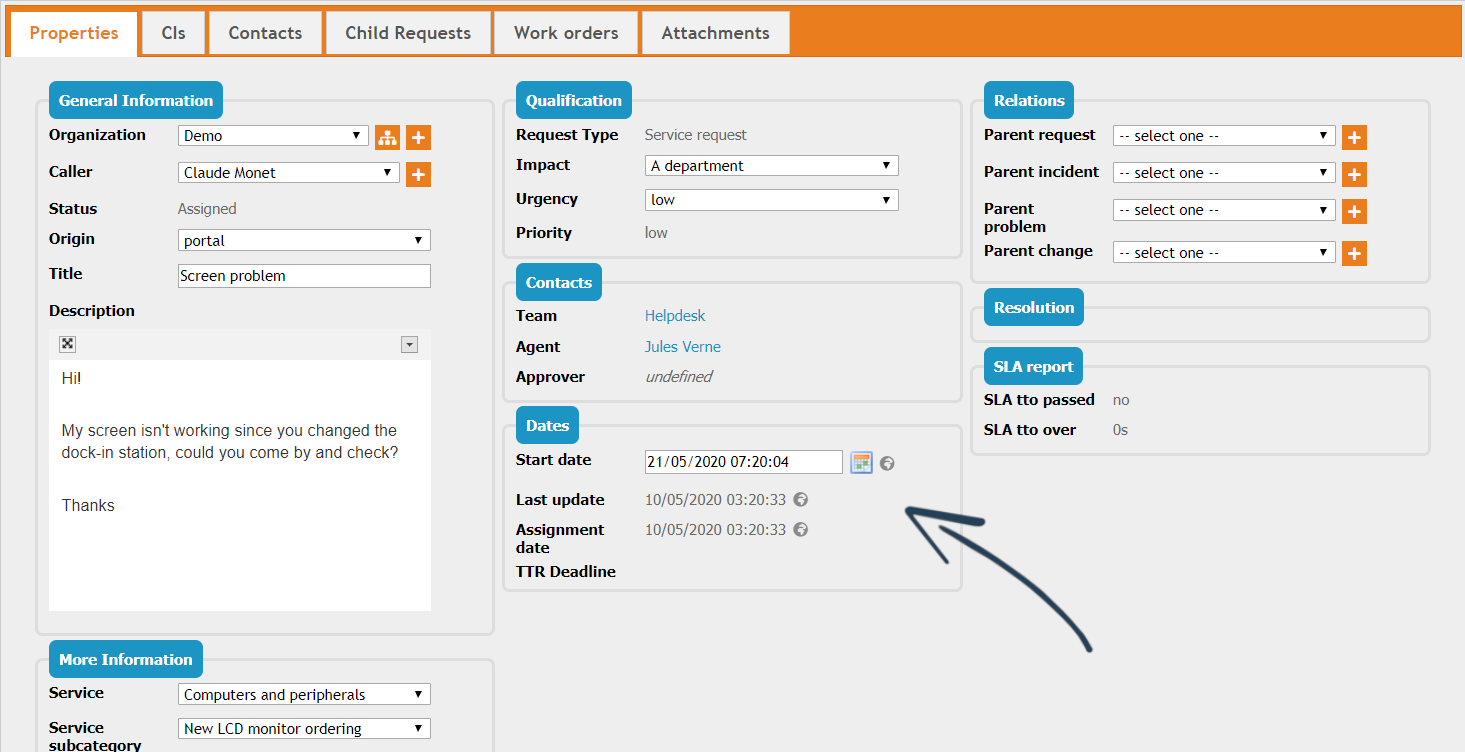 Properties
CIs
Contacts
Child Requests
Work orders
Attachments
General Information
Organization
Demo
Caller
Claude Monet
Status
Assigned
Origin
portal
Title
Screen problem
Description
Hi!
My screen isn't working since you changed the
dock-in station, could you come by and check?
Thanks
More Information
Service
Computers and peripherals
Service
subcategory
New LCD monitor ordering
Qualification
Request Type
Service request
Impact
A department
Urgency
low
Priority
low
Contacts
Team
Helpdesk
Agent
Jules Verne
Approver
undefined
Dates
Start date
21/05/2020 07:20:04
Last update
10/05/2020 03:20:33
Assignment
date
10/05/2020 03:20:33
TTR Deadline
Relations
Parent request
-- select one --
Parent incident
-- select one --
Parent
problem
-- select one --
Parent change
-- select one --
Resolution
SLA report
SLA tto passed
no
SLA tto over
0s